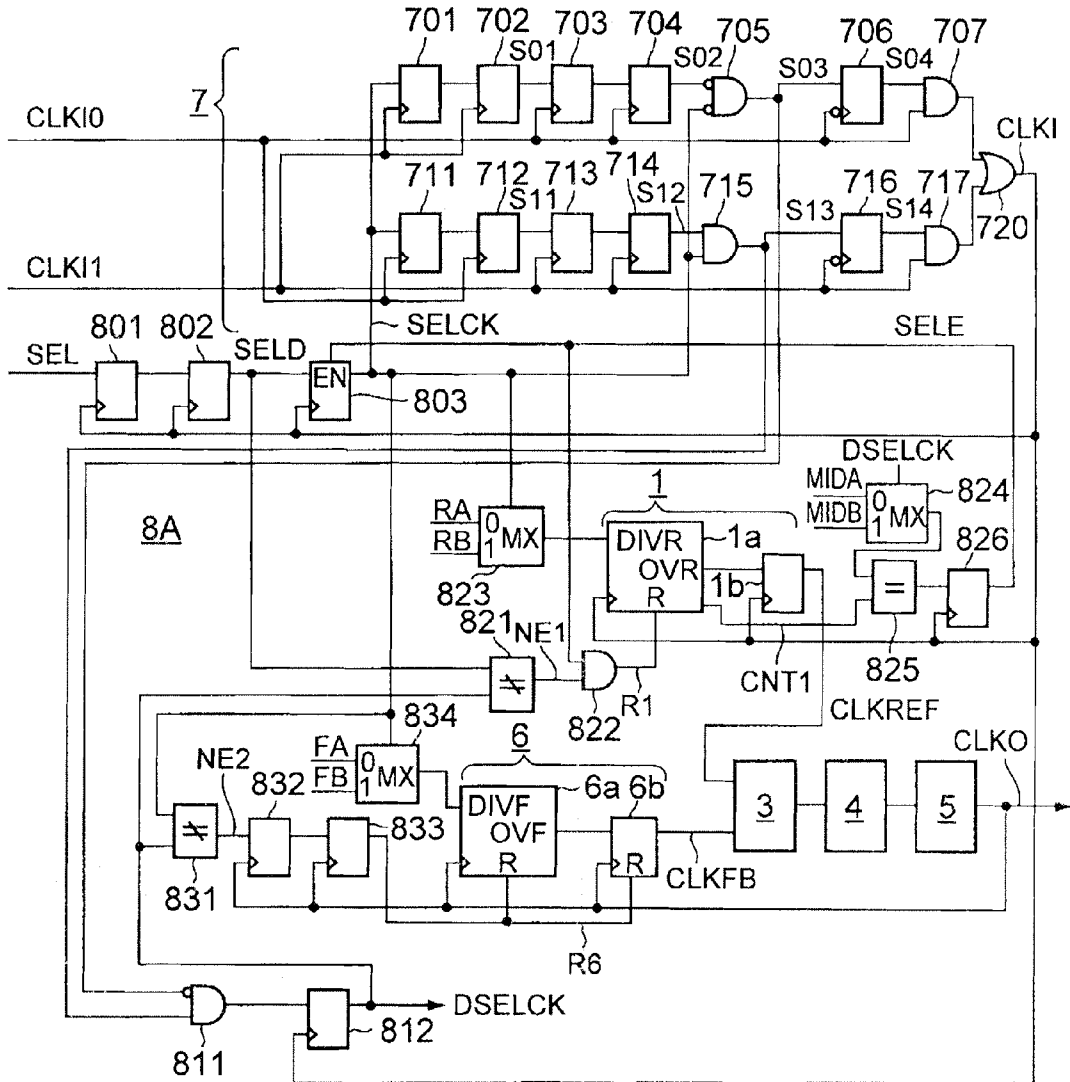 701 702 703 704 705 706 707
S01 S02 S03 S04
7
CLKI0
CLKI
711 712 713 714 715 716 717
S11 S12 S13 S14
720
CLKI1
SELCK
SELE
801 802
SEL SELD EN
803
DSELCK
MIDA 0 MX 824
MIDB 1
8A
RA 0 MX
RB 1
823
1
DIVR 1a
OVR 1b
R
826
=
825
821 NE1
≠
822
R1
CNT1
CLKREF
834
FA 0 MX
FB 1
6
6a 6b
DIVF
OVF
R R
CLKO
3 4 5
NE2 832 833
≠
831
CLKFB
R6
DSELCK
811 812